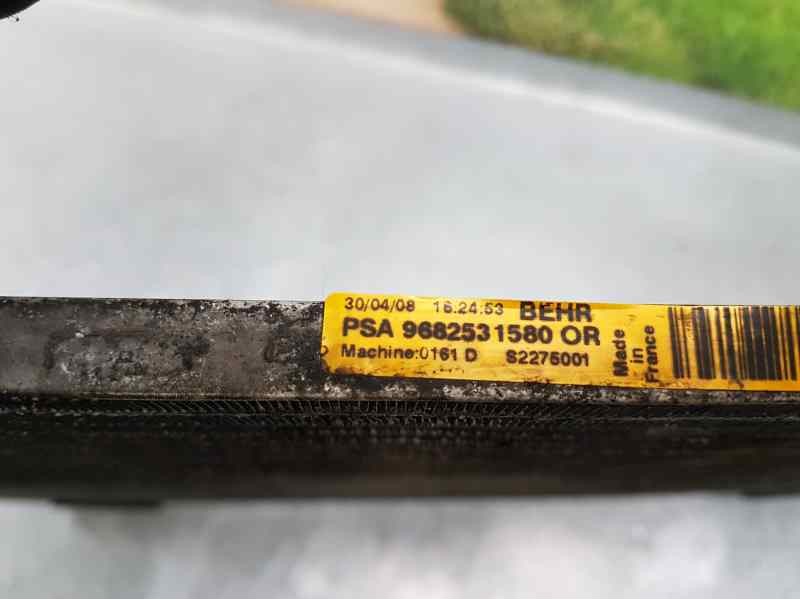 30/04/08 16:24:53 BEHR
PSA 9682531580 OR
Machine:0161 D S2275001
Made
in
France